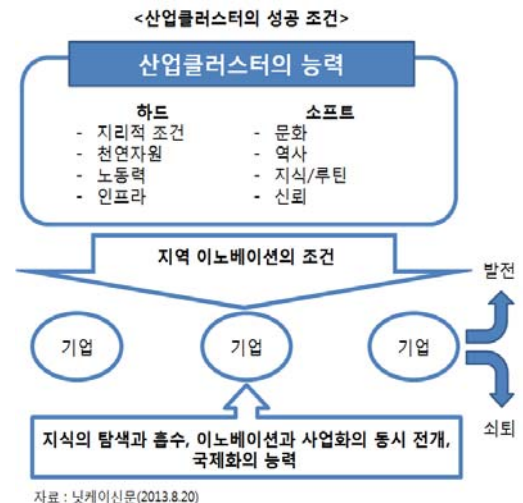 <산업클러스터의 성공 조건>
산업클러스터의 능력
하드
- 지리적 조건
- 천연자원
- 노동력
- 인프라
소프트
- 문화
- 역사
- 지식/루틴
- 신뢰
지역 이노베이션의 조건
발전
기업
기업
기업
쇠퇴
지식의 탐색과 흡수, 이노베이션과 사업화의 동시 전개,
국제화의 능력
자료 : 닛케이신문(2013.8.20)